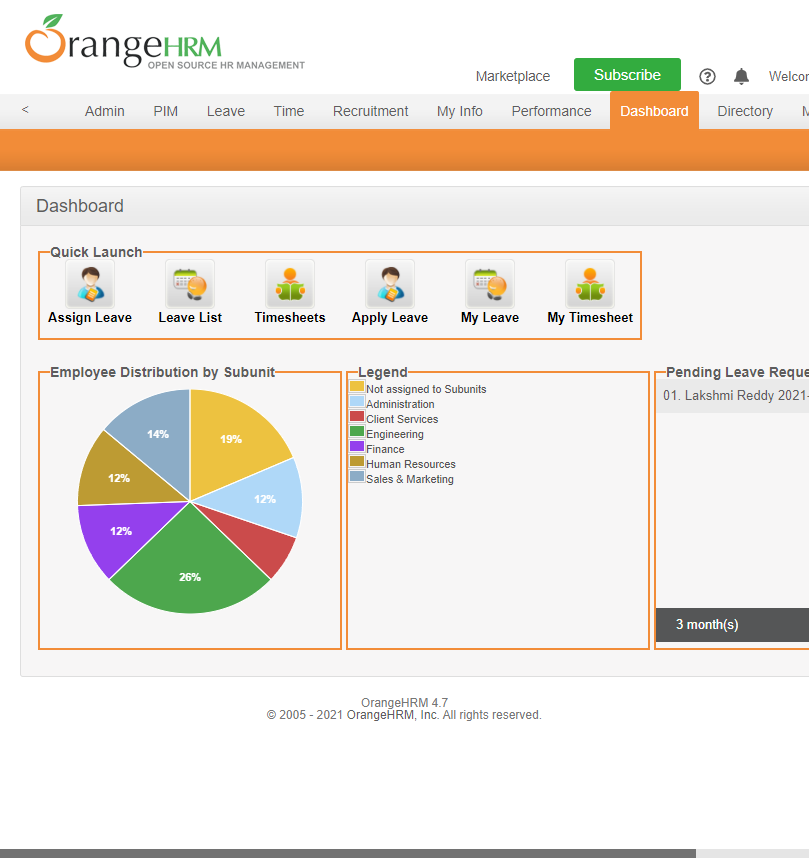 OrangeHRM
OPEN SOURCE HR MANAGEMENT
Marketplace Subscribe ? Welcor
< Admin PIM Leave Time Recruitment My Info Performance Dashboard Directory M
Dashboard
Quick Launch
Assign Leave Leave List Timesheets Apply Leave My Leave My Timesheet
Employee Distribution by Subunit
19%
12%
26%
12%
12%
14%
Legend
Not assigned to Subunits
Administration
Client Services
Engineering
Finance
Human Resources
Sales & Marketing
Pending Leave Reque
01. Lakshmi Reddy 2021-
3 month(s)
OrangeHRM 4.7
© 2005 - 2021 OrangeHRM, Inc. All rights reserved.